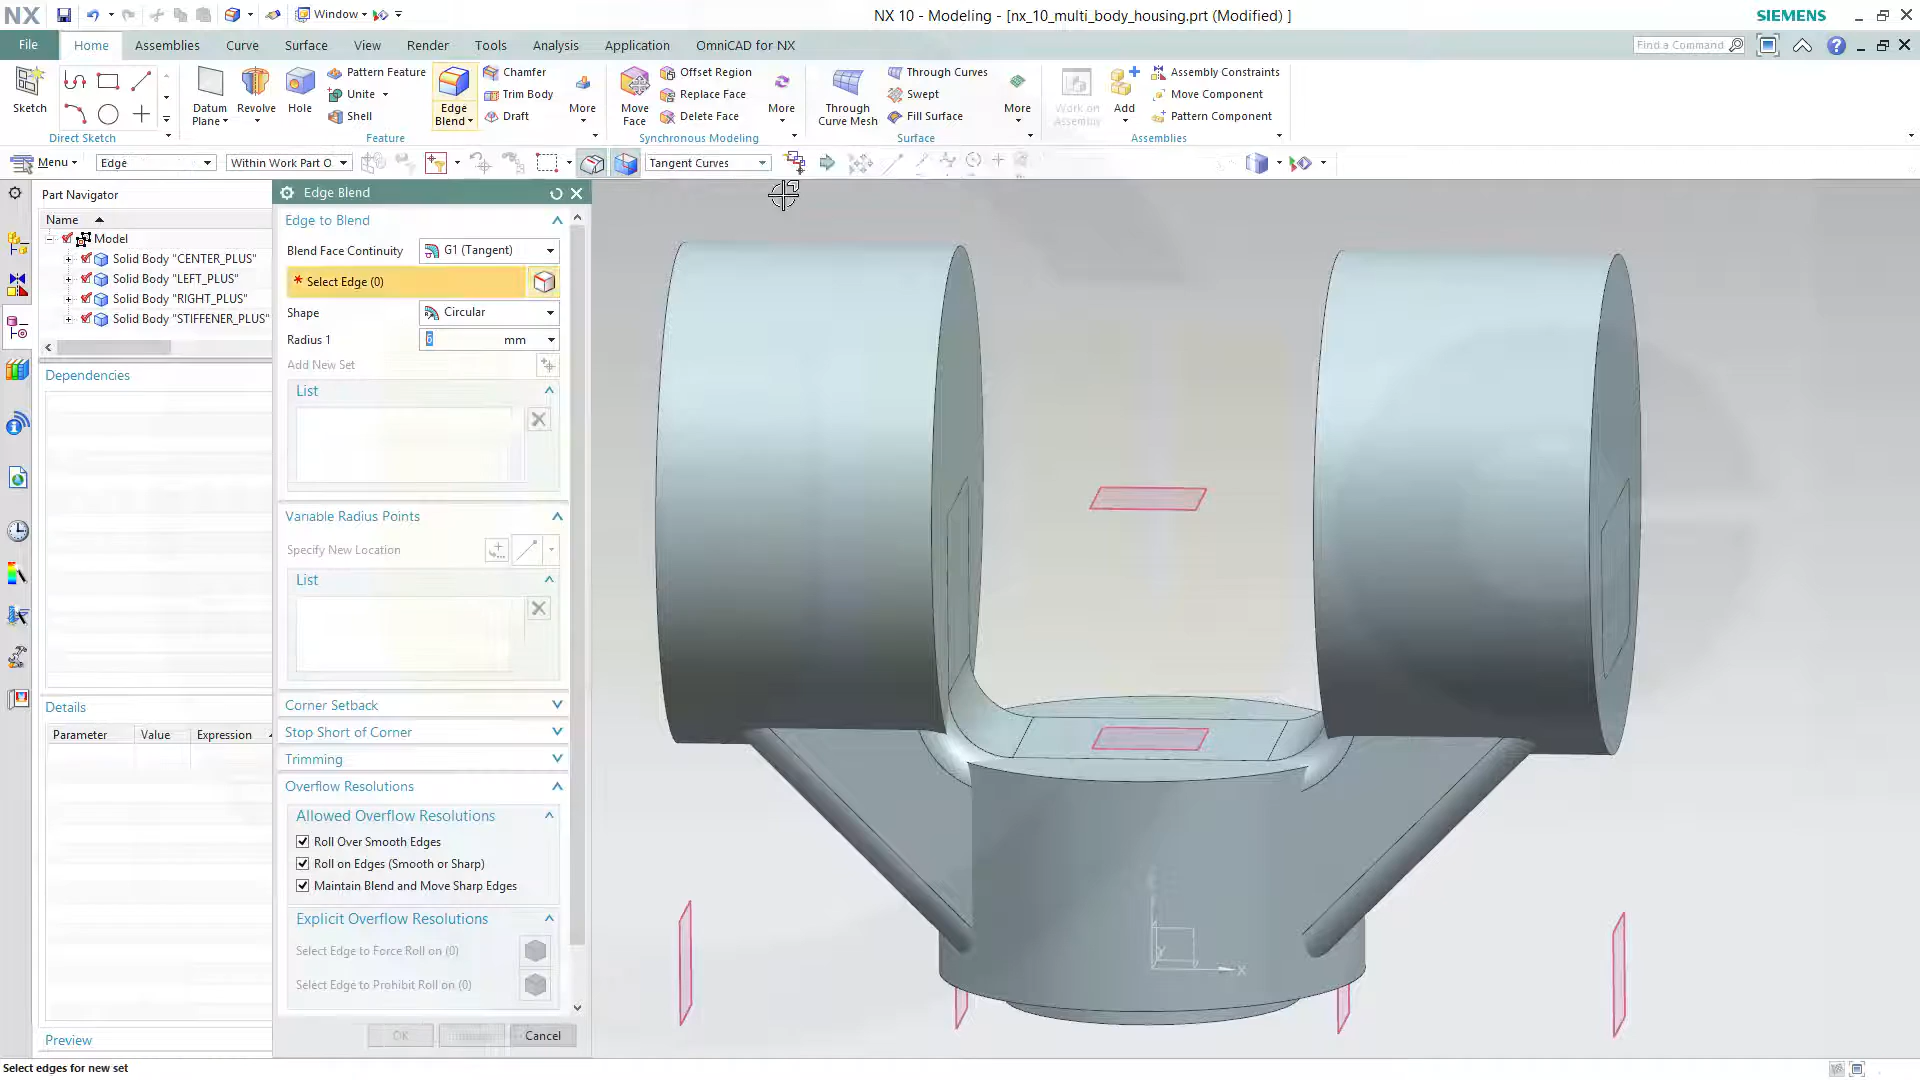 NX
Window
NX 10 - Modeling - [nx_10_multi_body_housing.prt (Modified) ]
SIEMENS
File
Home
Assemblies
Curve
Surface
View
Render
Tools
Analysis
Application
OmniCAD for NX
Find a Command
Sketch
Direct Sketch
Datum Plane
Revolve
Hole
Pattern Feature
Unite
Shell
Edge Blend
Chamfer
Trim Body
Draft
More
Feature
Move Face
Offset Region
Replace Face
Delete Face
More
Synchronous Modeling
Through Curve Mesh
Through Curves
Swept
Fill Surface
More
Surface
Work on Assembly
Add
Assembly Constraints
Move Component
Pattern Component
Assemblies
Menu
Edge
Within Work Part O
Tangent Curves
Part Navigator
Name
Model
Solid Body "CENTER_PLUS"
Solid Body "LEFT_PLUS"
Solid Body "RIGHT_PLUS"
Solid Body "STIFFENER_PLUS"
Dependencies
Details
Parameter Value Expression
Preview
Edge Blend
Edge to Blend
Blend Face Continuity G1 (Tangent)
* Select Edge (0)
Shape Circular
Radius 1 6 mm
Add New Set
List
Variable Radius Points
Specify New Location
List
Corner Setback
Stop Short of Corner
Trimming
Overflow Resolutions
Allowed Overflow Resolutions
Roll Over Smooth Edges
Roll on Edges (Smooth or Sharp)
Maintain Blend and Move Sharp Edges
Explicit Overflow Resolutions
Select Edge to Force Roll on (0)
Select Edge to Prohibit Roll on (0)
OK
Cancel
Y
X
Select edges for new set